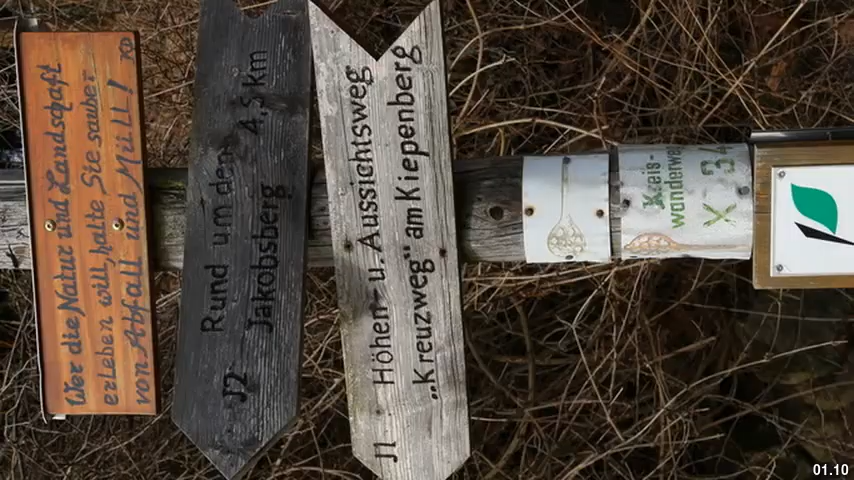 Wer die Natur und Landschaft
erleben will, halte Sie sauber
von Abfall und Müll!
J2 Rund um den
Jakobsberg 4,5 km
J1 Höhen- u. Aussichtsweg
„Kreuzweg" am Kiepenberg
Kreis-
wanderweg
X 34
01.10